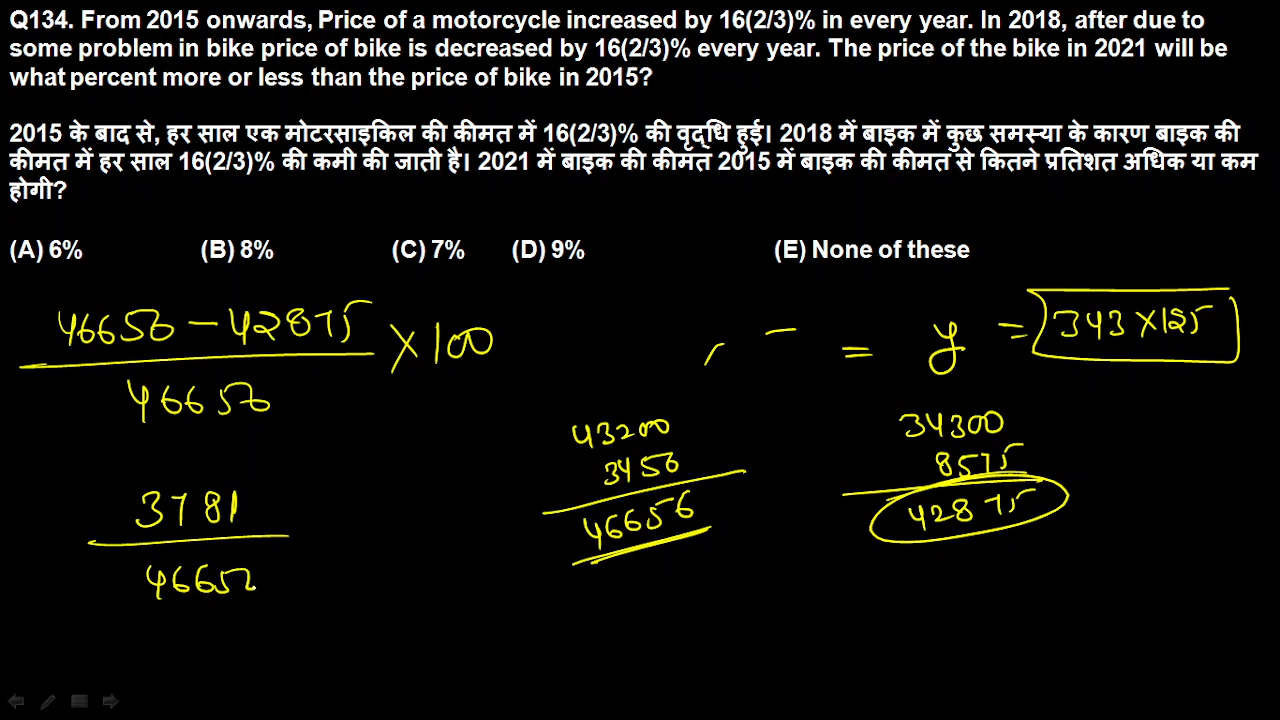 Q134. From 2015 onwards, Price of a motorcycle increased by 16(2/3)% in every year. In 2018, after due to
some problem in bike price of bike is decreased by 16(2/3)% every year. The price of the bike in 2021 will be
what percent more or less than the price of bike in 2015?
2015 के बाद से, हर साल एक मोटरसाइकिल की कीमत में 16(2/3)% की वृद्धि हुई। 2018 में बाइक में कुछ समस्या के कारण बाइक की
कीमत में हर साल 16(2/3)% की कमी की जाती है। 2021 में बाइक की कीमत 2015 में बाइक की कीमत से कितने प्रतिशत अधिक या कम
होगी?
(A) 6% (B) 8% (C) 7% (D) 9% (E) None of these
46656 - 42875
46656
× 100
= y = 343 × 125
43200
3456
46656
34300
8575
42875
3781